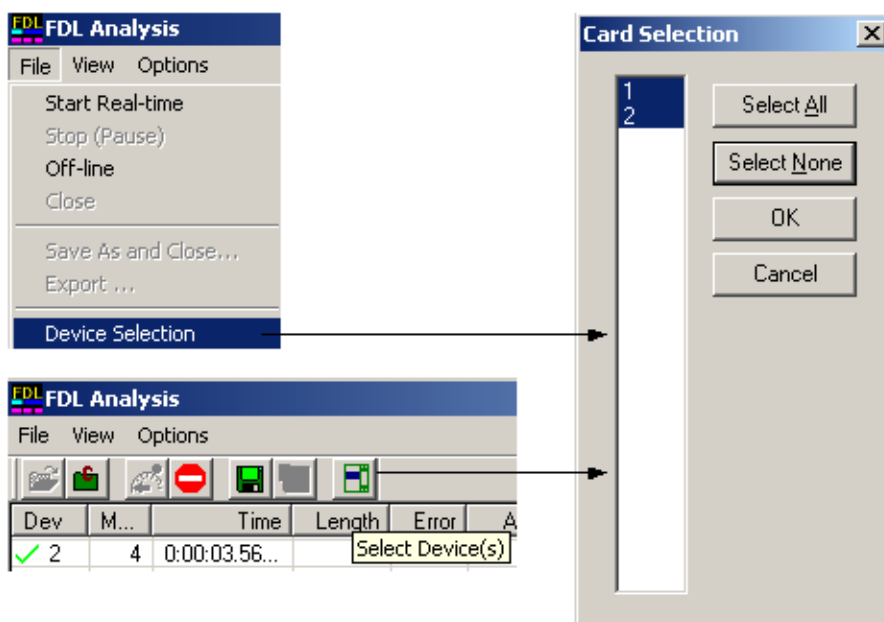 FDL FDL Analysis
File View Options
Start Real-time
Stop (Pause)
Off-line
Close
Save As and Close...
Export ...
Device Selection
Card Selection
1
2
Select All
Select None
OK
Cancel
FDL FDL Analysis
File View Options
Dev M... Time Length Error A
2 4 0:00:03.56...
Select Device(s)